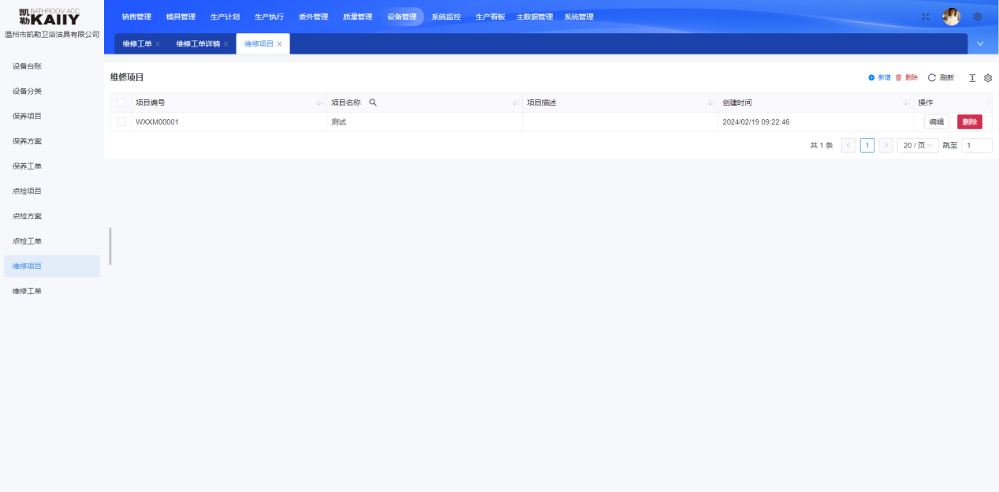 凯勒 BATHROOV ACC. KAIIY
温州市凯勒卫浴洁具有限公司
销售管理 模具管理 生产计划 生产执行 委外管理 质量管理 设备管理 系统监控 生产看板 主数据管理 系统管理
维修工单 维修工单详情 维修项目
设备台账
设备分类
保养项目
保养方案
保养工单
点检项目
点检方案
点检工单
维修项目
维修工单
维修项目
新增 删除 刷新
项目编号 项目名称 项目描述 创建时间 操作
WXXM00001 测试 2024/02/19 09:22:46 编辑 删除
共 1 条 1 20 / 页 跳至 1